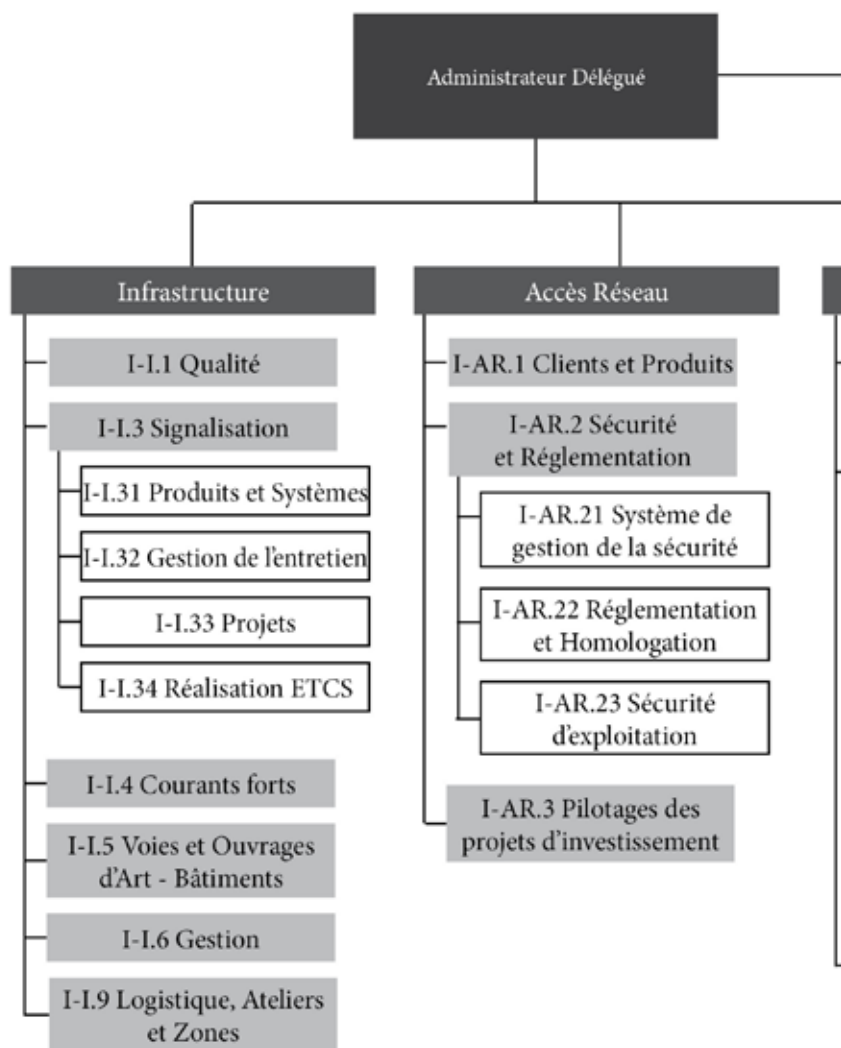 Administrateur Délégué
Infrastructure
I-I.1 Qualité
I-I.3 Signalisation
I-I.31 Produits et Systèmes
I-I.32 Gestion de l'entretien
I-I.33 Projets
I-I.34 Réalisation ETCS
I-I.4 Courants forts
I-I.5 Voies et Ouvrages
d'Art - Bâtiments
I-I.6 Gestion
I-I.9 Logistique, Ateliers
et Zones
Accès Réseau
I-AR.1 Clients et Produits
I-AR.2 Sécurité
et Réglementation
I-AR.21 Système de
gestion de la sécurité
I-AR.22 Réglementation
et Homologation
I-AR.23 Sécurité
d'exploitation
I-AR.3 Pilotages des
projets d'investissement